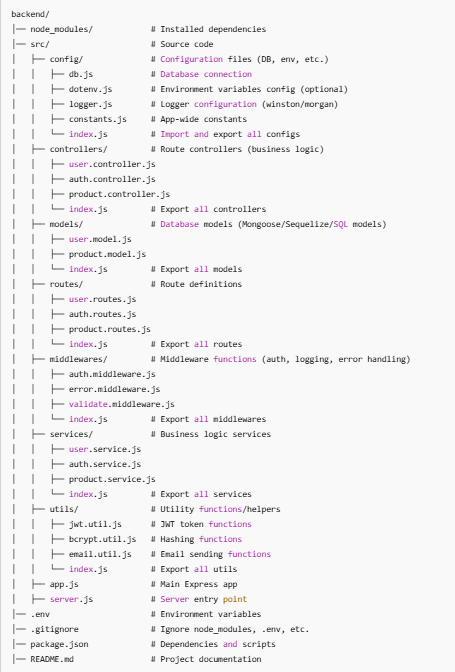 backend/
│── node_modules/            # Installed dependencies
│── src/                     # Source code
│   ├── config/              # Configuration files (DB, env, etc.)
│   │   ├── db.js            # Database connection
│   │   ├── dotenv.js        # Environment variables config (optional)
│   │   ├── logger.js        # Logger configuration (winston/morgan)
│   │   ├── constants.js     # App-wide constants
│   │   └── index.js         # Import and export all configs
│   ├── controllers/         # Route controllers (business logic)
│   │   ├── user.controller.js
│   │   ├── auth.controller.js
│   │   ├── product.controller.js
│   │   └── index.js         # Export all controllers
│   ├── models/              # Database models (Mongoose/Sequelize/SQL models)
│   │   ├── user.model.js
│   │   ├── product.model.js
│   │   └── index.js         # Export all models
│   ├── routes/              # Route definitions
│   │   ├── user.routes.js
│   │   ├── auth.routes.js
│   │   ├── product.routes.js
│   │   └── index.js         # Export all routes
│   ├── middlewares/         # Middleware functions (auth, logging, error handling)
│   │   ├── auth.middleware.js
│   │   ├── error.middleware.js
│   │   ├── validate.middleware.js
│   │   └── index.js         # Export all middlewares
│   ├── services/            # Business logic services
│   │   ├── user.service.js
│   │   ├── auth.service.js
│   │   ├── product.service.js
│   │   └── index.js         # Export all services
│   ├── utils/               # Utility functions/helpers
│   │   ├── jwt.util.js      # JWT token functions
│   │   ├── bcrypt.util.js   # Hashing functions
│   │   ├── email.util.js    # Email sending functions
│   │   └── index.js         # Export all utils
│   ├── app.js               # Main Express app
│   ├── server.js            # Server entry point
│── .env                     # Environment variables
│── .gitignore               # Ignore node_modules, .env, etc.
│── package.json             # Dependencies and scripts
│── README.md                # Project documentation